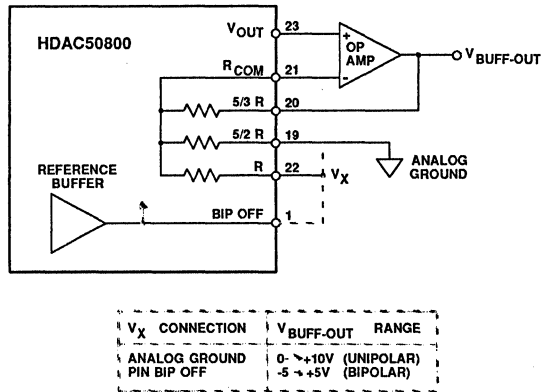 HDAC50800
VOUT 23
RCOM 21
5/3 R 20
5/2 R 19
R 22
BIP OFF 1
+
OP
AMP
-
VBUFF-OUT
ANALOG
GROUND
VX
REFERENCE
BUFFER
VX CONNECTION VBUFF-OUT RANGE
ANALOG GROUND 0- +10V (UNIPOLAR)
PIN BIP OFF -5 → +5V (BIPOLAR)